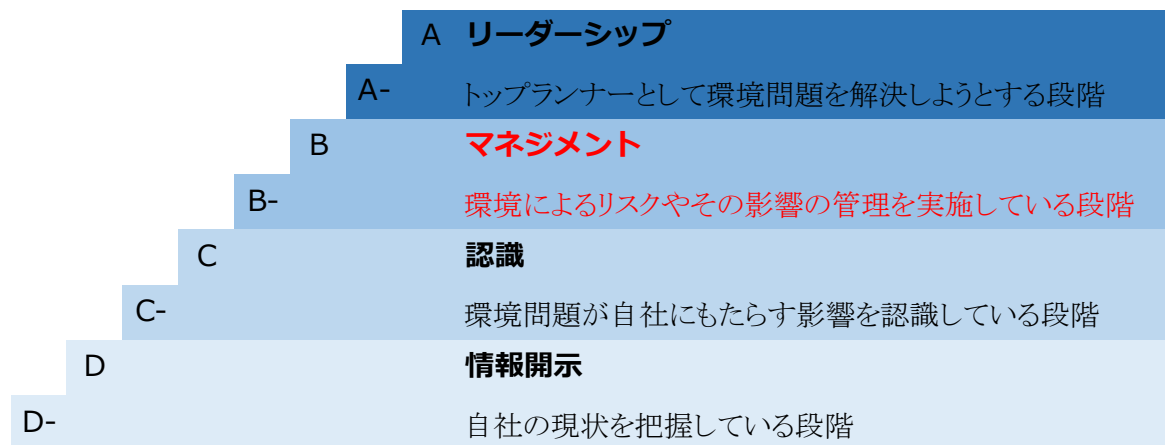 A リーダーシップ
A- トップランナーとして環境問題を解決しようとする段階
B マネジメント
B- 環境によるリスクやその影響の管理を実施している段階
C 認識
C- 環境問題が自社にもたらす影響を認識している段階
D 情報開示
D- 自社の現状を把握している段階